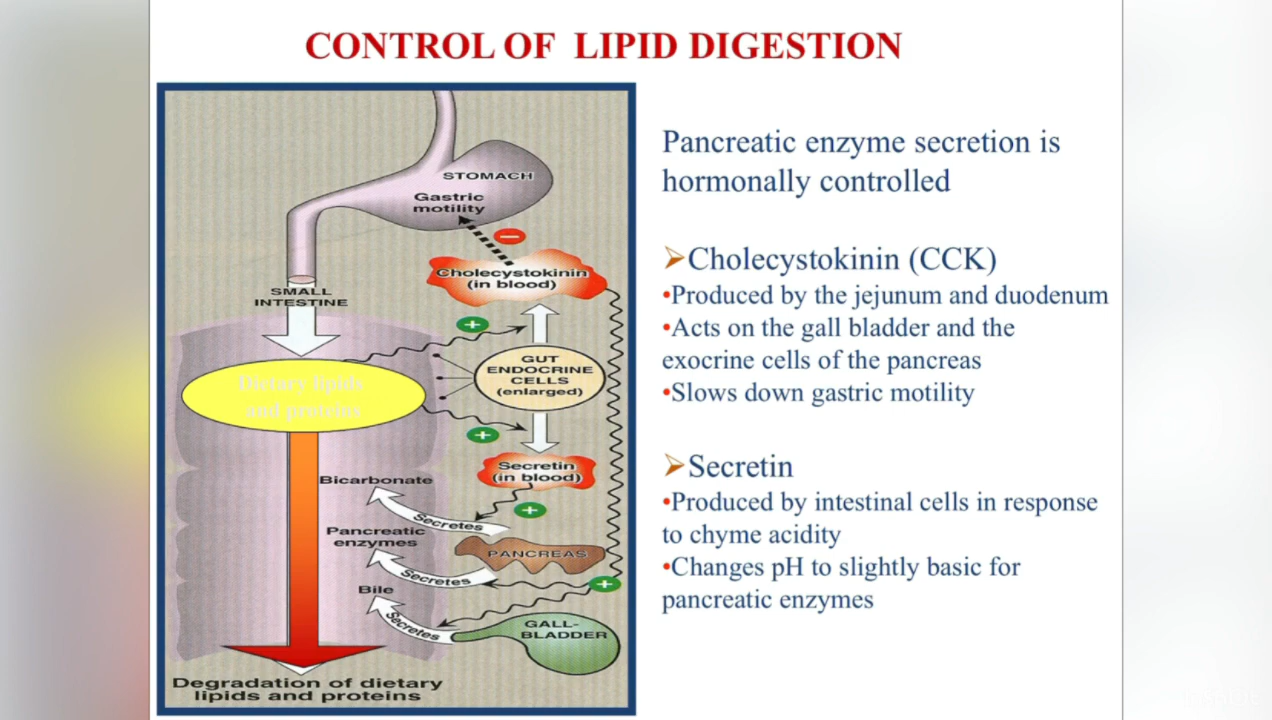 CONTROL OF LIPID DIGESTION
STOMACH
Gastric
motility
Cholecystokinin
(in blood)
SMALL
INTESTINE
+
GUT
ENDOCRINE
CELLS
(enlarged)
Dietary lipids
and proteins
+
Secretin
(in blood)
Bicarbonate
+
Secretes
Pancreatic
enzymes
PANCREAS
Secretes
+
Bile
Secretes
GALL-
BLADDER
Degradation of dietary
lipids and proteins
Pancreatic enzyme secretion is
hormonally controlled
➢Cholecystokinin (CCK)
•Produced by the jejunum and duodenum
•Acts on the gall bladder and the
exocrine cells of the pancreas
•Slows down gastric motility
➢Secretin
•Produced by intestinal cells in response
to chyme acidity
•Changes pH to slightly basic for
pancreatic enzymes